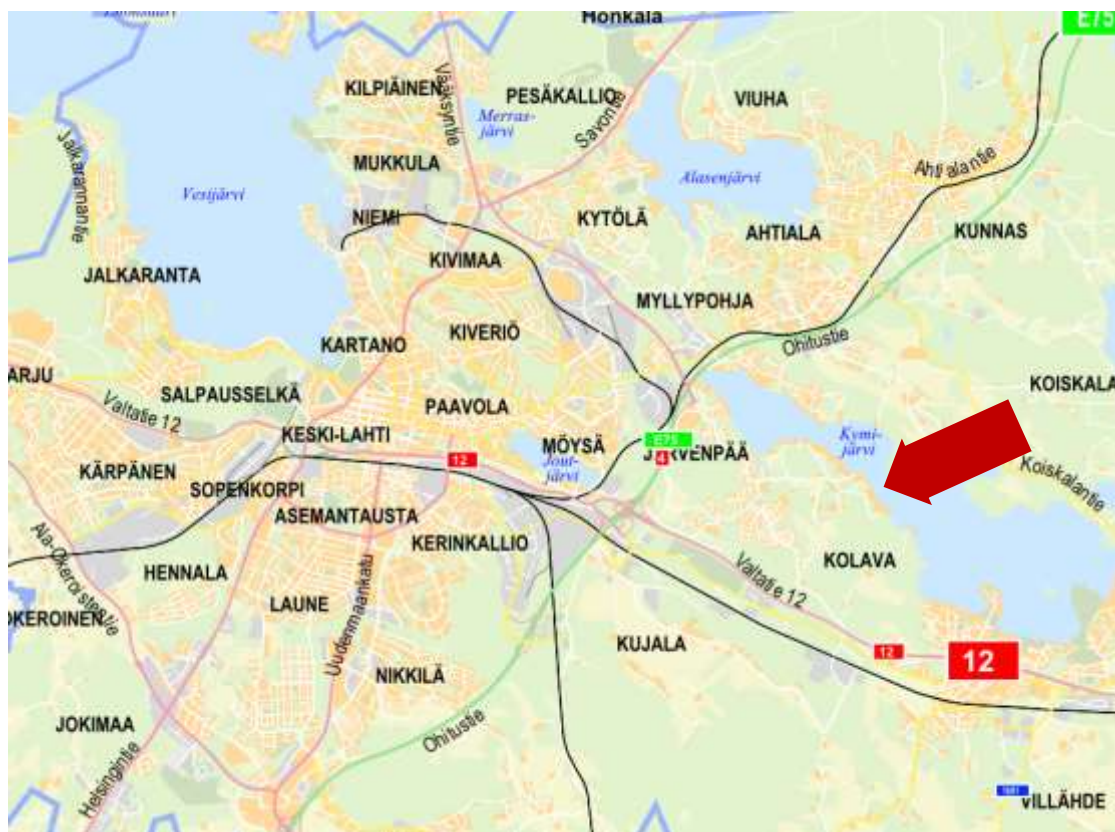 Honkala
E75
KILPIÄINEN
Vääksyntie
PESÄKALLIO
VIUHA
Merras-
järvi
Savontie
Jalkarannantie
MUKKULA
Ahtialantie
Vesijärvi
Alasenjärvi
NIEMI
KYTÖLÄ
AHTIALA
KUNNAS
KIVIMAA
JALKARANTA
MYLLYPOHJA
KIVERIÖ
Ohitustie
KARTANO
ARJU
SALPAUSSELKÄ
KOISKALA
Valtatie 12
PAAVOLA
KESKI-LAHTI
MÖYSÄ
E75
Kymi-
järvi
JÄRVENPÄÄ
12
4
Jout-
järvi
KÄRPÄNEN
Koiskalantie
SOPENKORPI
ASEMANTAUSTA
KERINKALLIO
Ala-Okeroistentie
KOLAVA
HENNALA
Valtatie 12
LAUNE
Uudenmaankatu
OKEROINEN
KUJALA
12
12
NIKKILÄ
JOKIMAA
Ohitustie
Helsingintie
VILLÄHDE